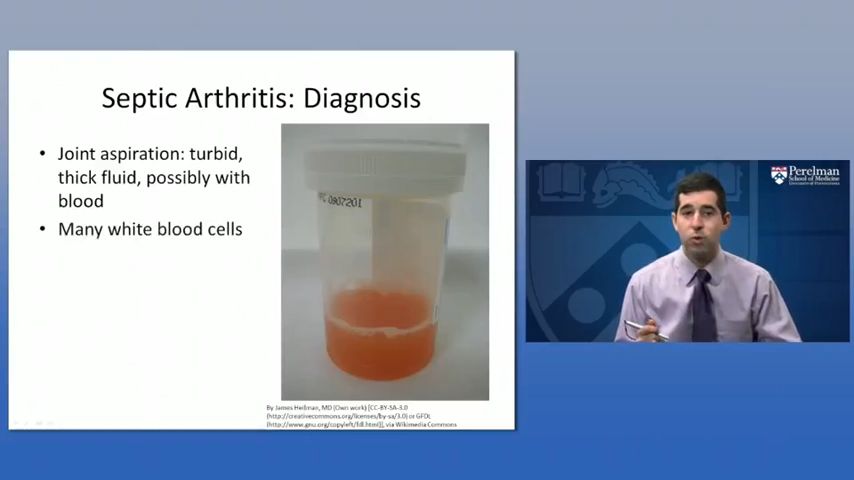 Septic Arthritis: Diagnosis
• Joint aspiration: turbid,
thick fluid, possibly with
blood
• Many white blood cells
0907201
By James Heilman, MD (Own work) [CC-BY-SA-3.0
(http://creativecommons.org/licenses/by-sa/3.0) or GFDL
(http://www.gnu.org/copyleft/fdl.html)], via Wikimedia Commons
Perelman
School of Medicine
University of Pennsylvania